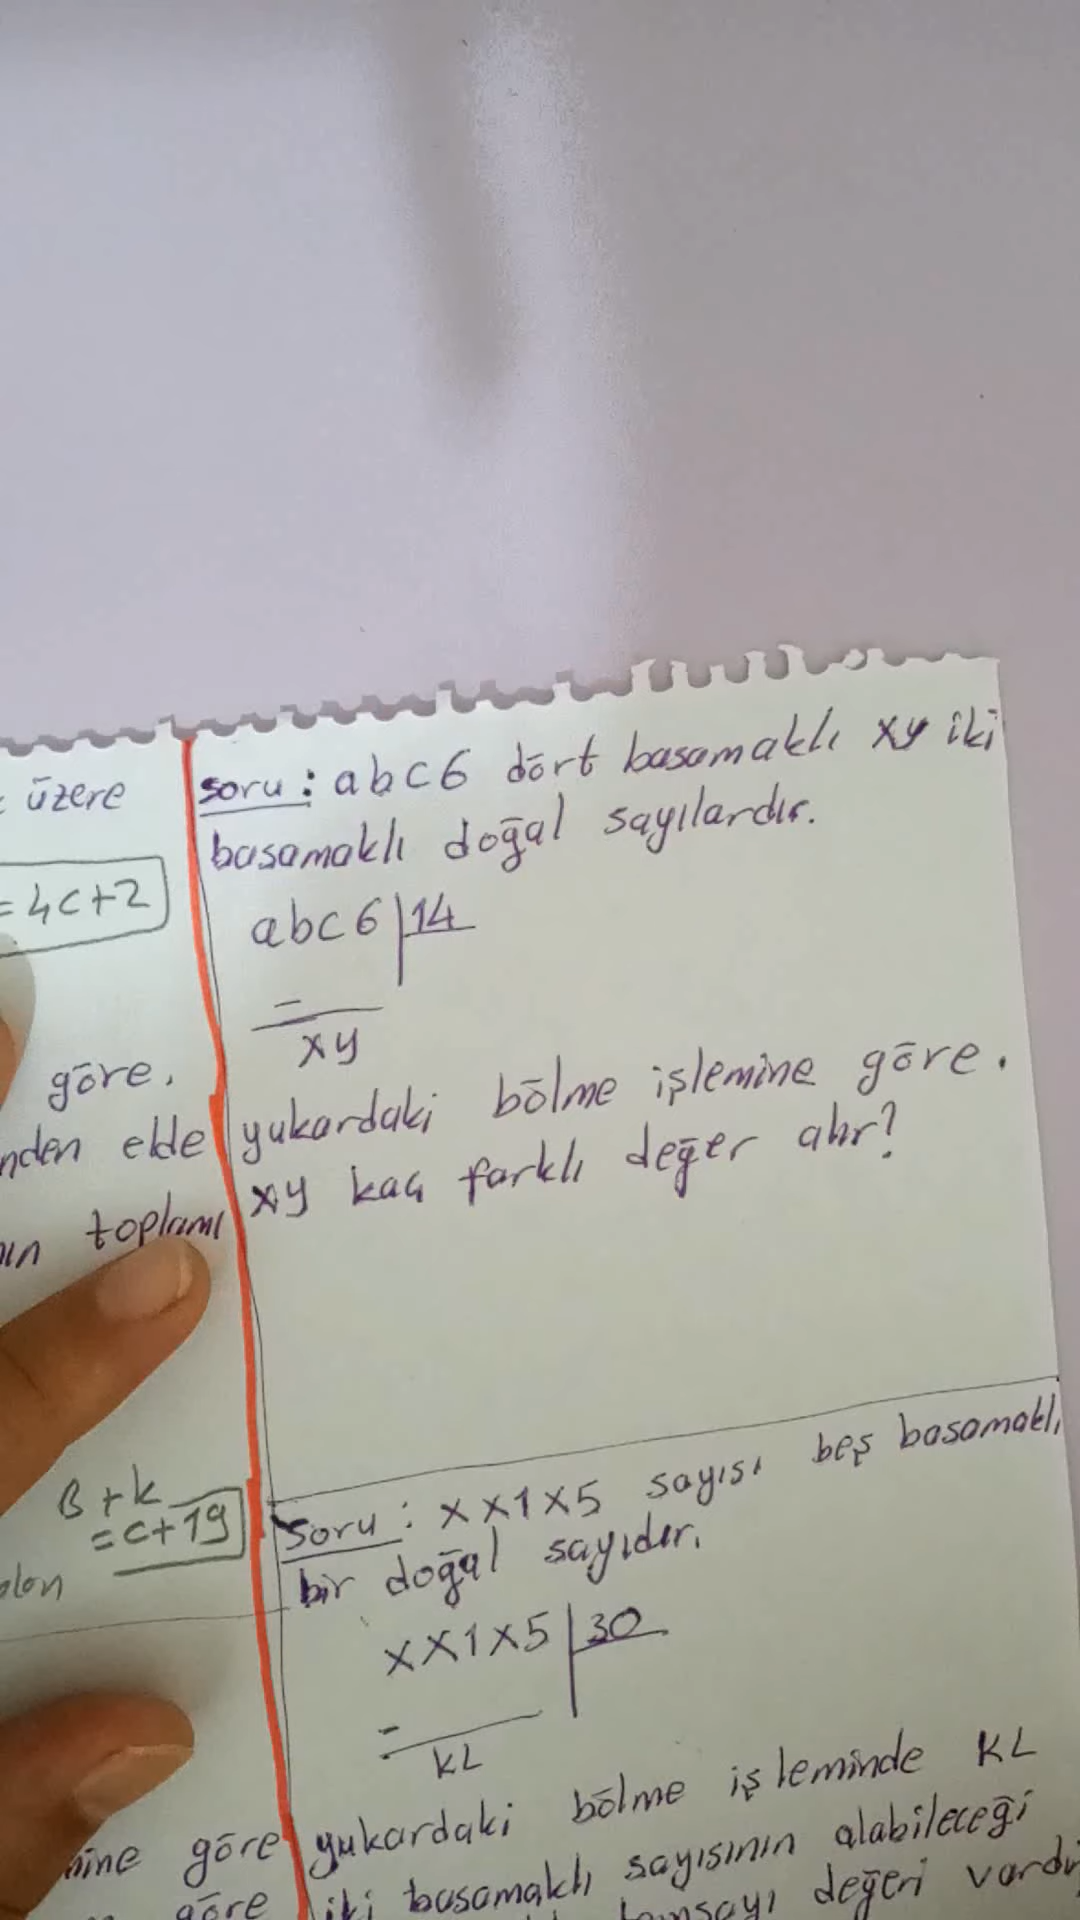 üzere
= 4c+2
göre.
nden elde
toplamı
B + k
= c+19
göre
göre
soru : abc6 dört basamaklı xy iki
basamaklı doğal sayılardır.
abc6 | 14
–
xy
yukardaki bölme işlemine göre.
xy kaç farklı değer alır?
Soru : xx1x5 sayısı beş basamaklı
bir doğal sayıdır.
xx1x5 | 30
–
KL
yukardaki bölme işleminde KL
iki basamaklı sayısının alabileceği
değeri